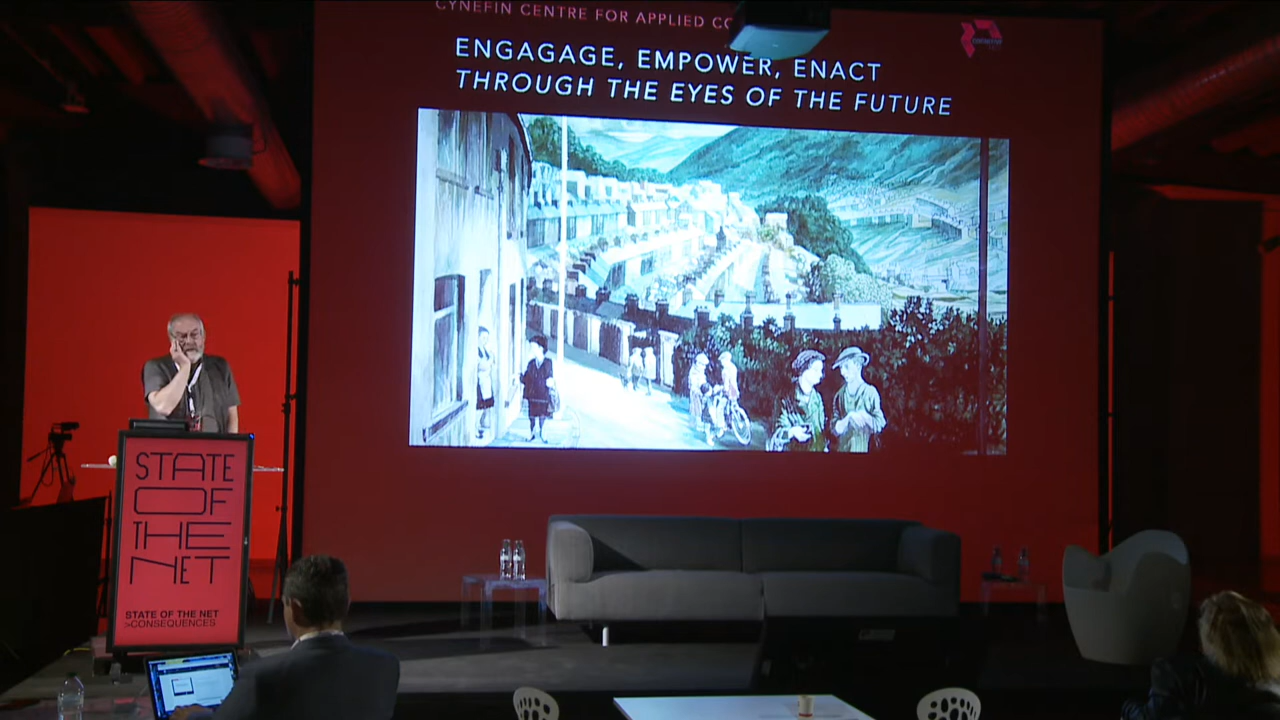 CYNEFIN CENTRE FOR APPLIED CO
ENGAGAGE, EMPOWER, ENACT
THROUGH THE EYES OF THE FUTURE
STATE
OF
THE
NET
STATE OF THE NET
>CONSEQUENCES